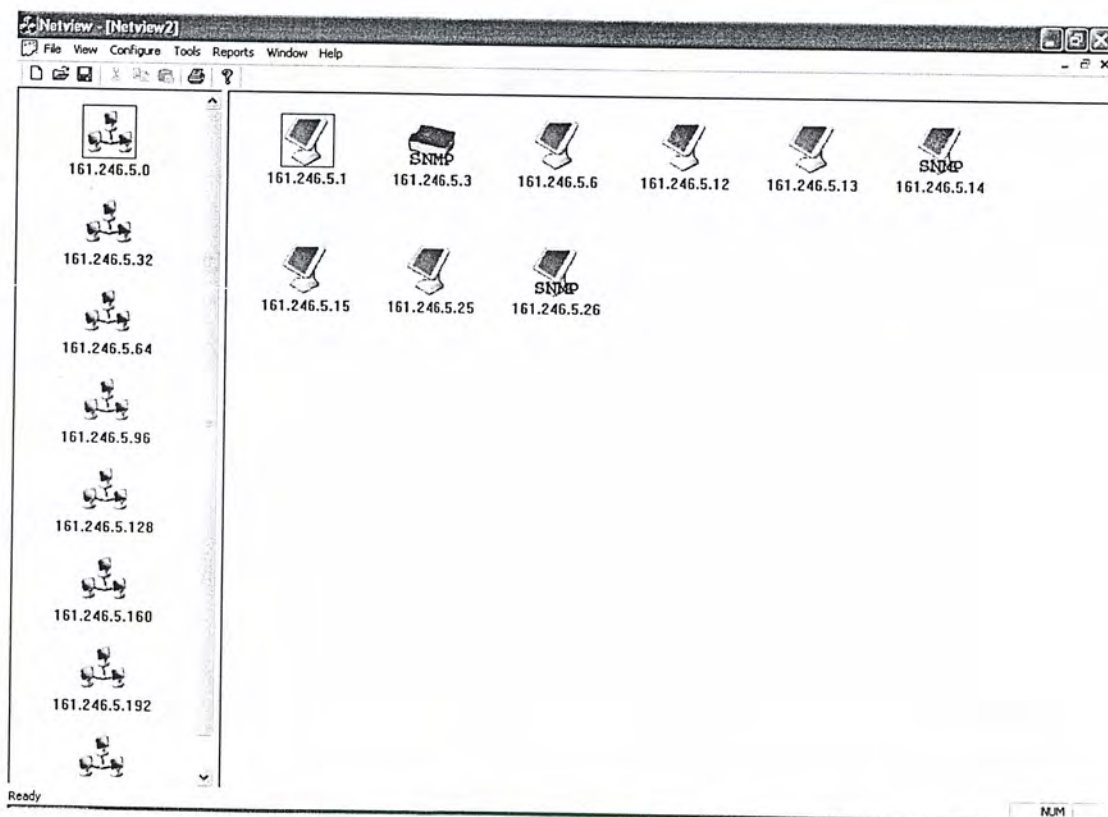 Netview - [Netview2]
File View Configure Tools Reports Window Help
161.246.5.0
161.246.5.32
161.246.5.64
161.246.5.96
161.246.5.128
161.246.5.160
161.246.5.192
161.246.5.1
SNMP
161.246.5.3
161.246.5.6
161.246.5.12
161.246.5.13
SNMP
161.246.5.14
161.246.5.15
161.246.5.25
SNMP
161.246.5.26
Ready
NUM